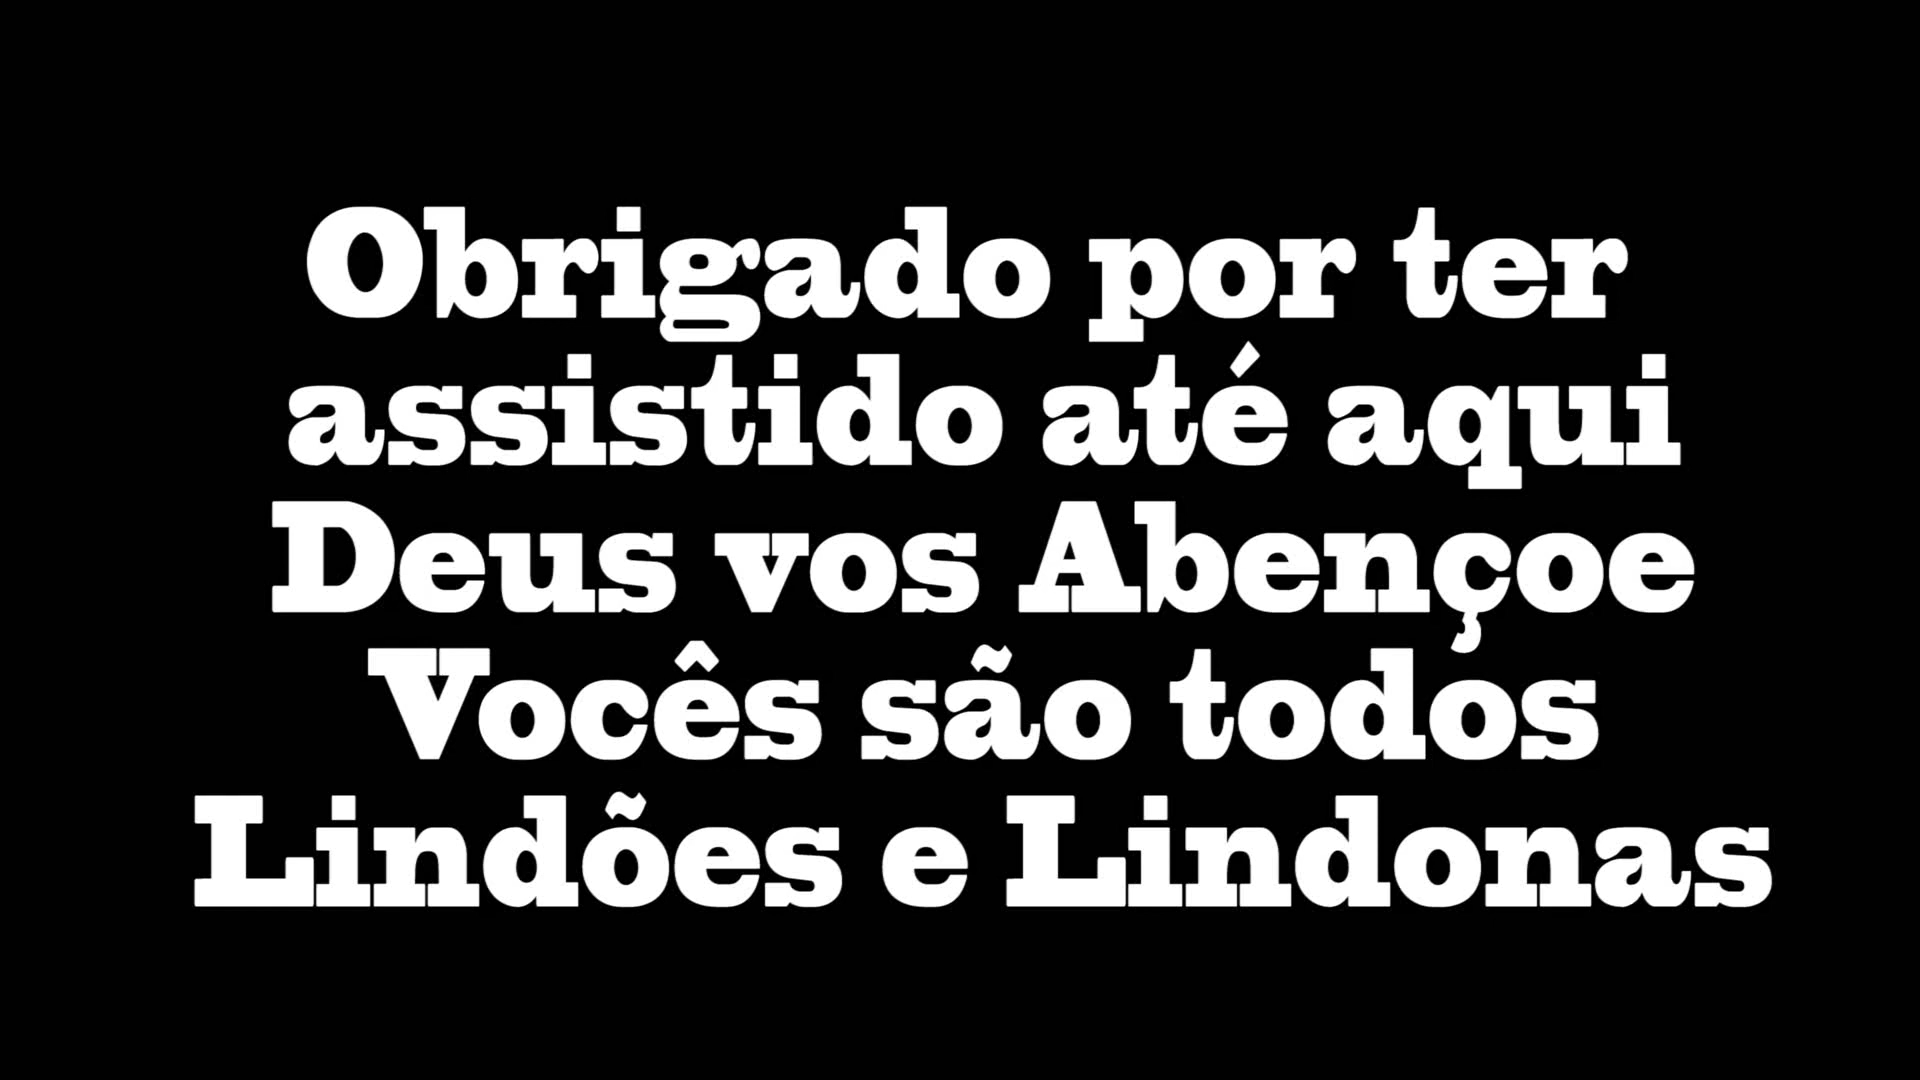 Obrigado por ter
assistido até aqui
Deus vos Abençoe
Vocês são todos
Lindões e Lindonas